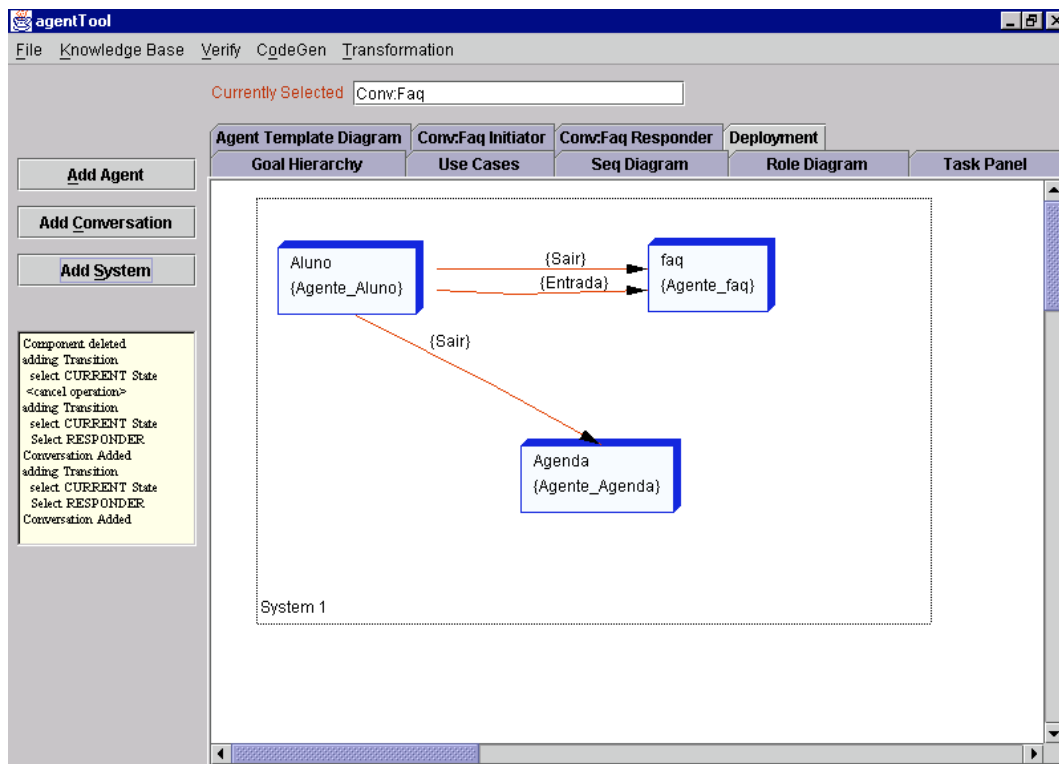 agentTool
File Knowledge Base Verify CodeGen Transformation
Currently Selected Conv:Faq
Agent Template Diagram Conv:Faq Initiator Conv:Faq Responder Deployment
Goal Hierarchy Use Cases Seq Diagram Role Diagram Task Panel
Add Agent
Add Conversation
Add System
Component deleted
adding Transition
select CURRENT State
<cancel operation>
adding Transition
select CURRENT State
Select RESPONDER
Conversation Added
adding Transition
select CURRENT State
Select RESPONDER
Conversation Added
Aluno
{Agente_Aluno}
{Sair}
{Entrada}
faq
{Agente_faq}
{Sair}
Agenda
{Agente_Agenda}
System 1